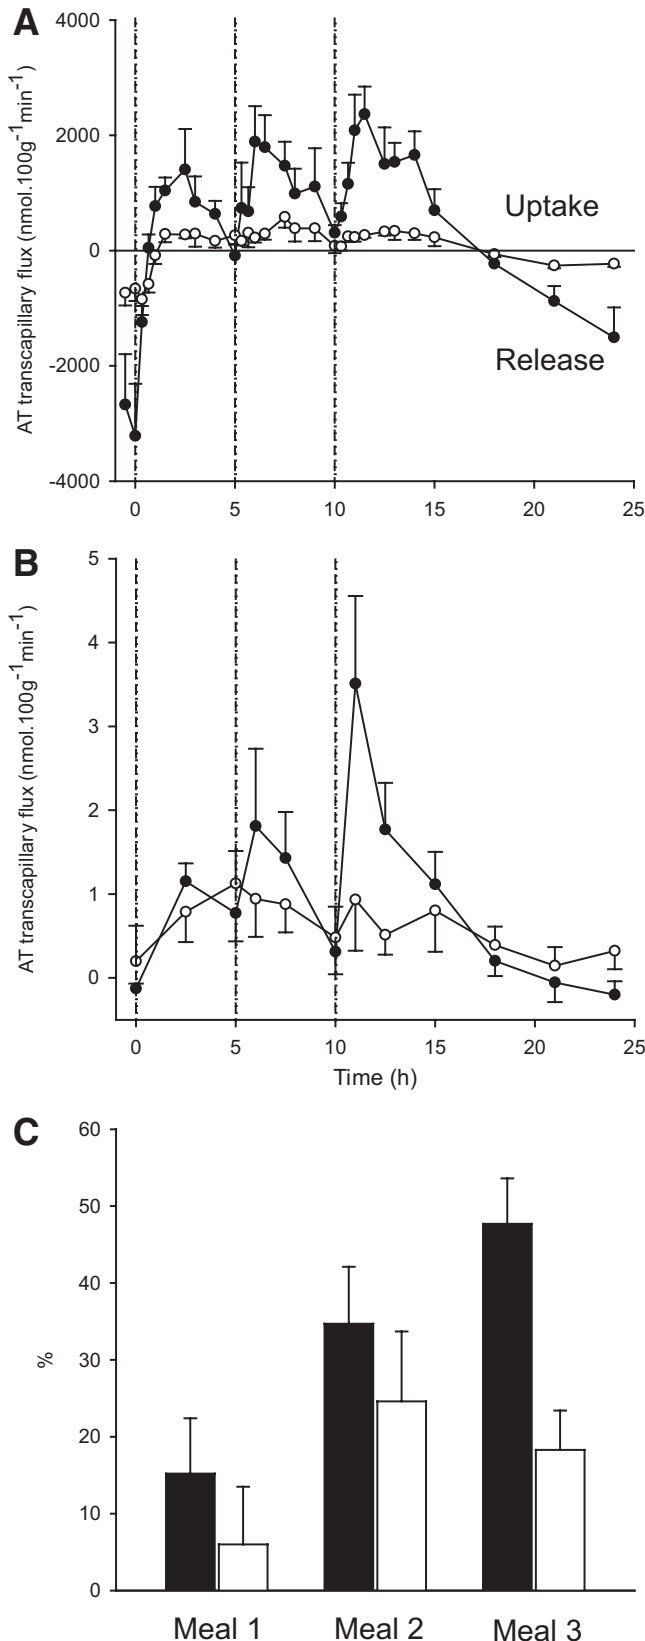 A
AT transcapillary flux (nmol.100g⁻¹min⁻¹)
4000
2000
0
-2000
-4000
Uptake
Release
0 5 10 15 20 25
B
AT transcapillary flux (nmol.100g⁻¹min⁻¹)
5
4
3
2
1
0
0 5 10 15 20 25
Time (h)
C
%
60
50
40
30
20
10
0
Meal 1 Meal 2 Meal 3